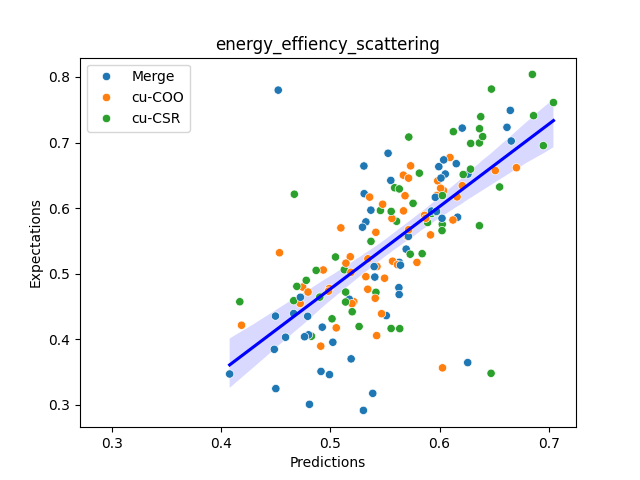 energy_effiency_scattering
Merge
cu-COO
cu-CSR
Expectations
0.8
0.7
0.6
0.5
0.4
0.3
0.3 0.4 0.5 0.6 0.7
Predictions